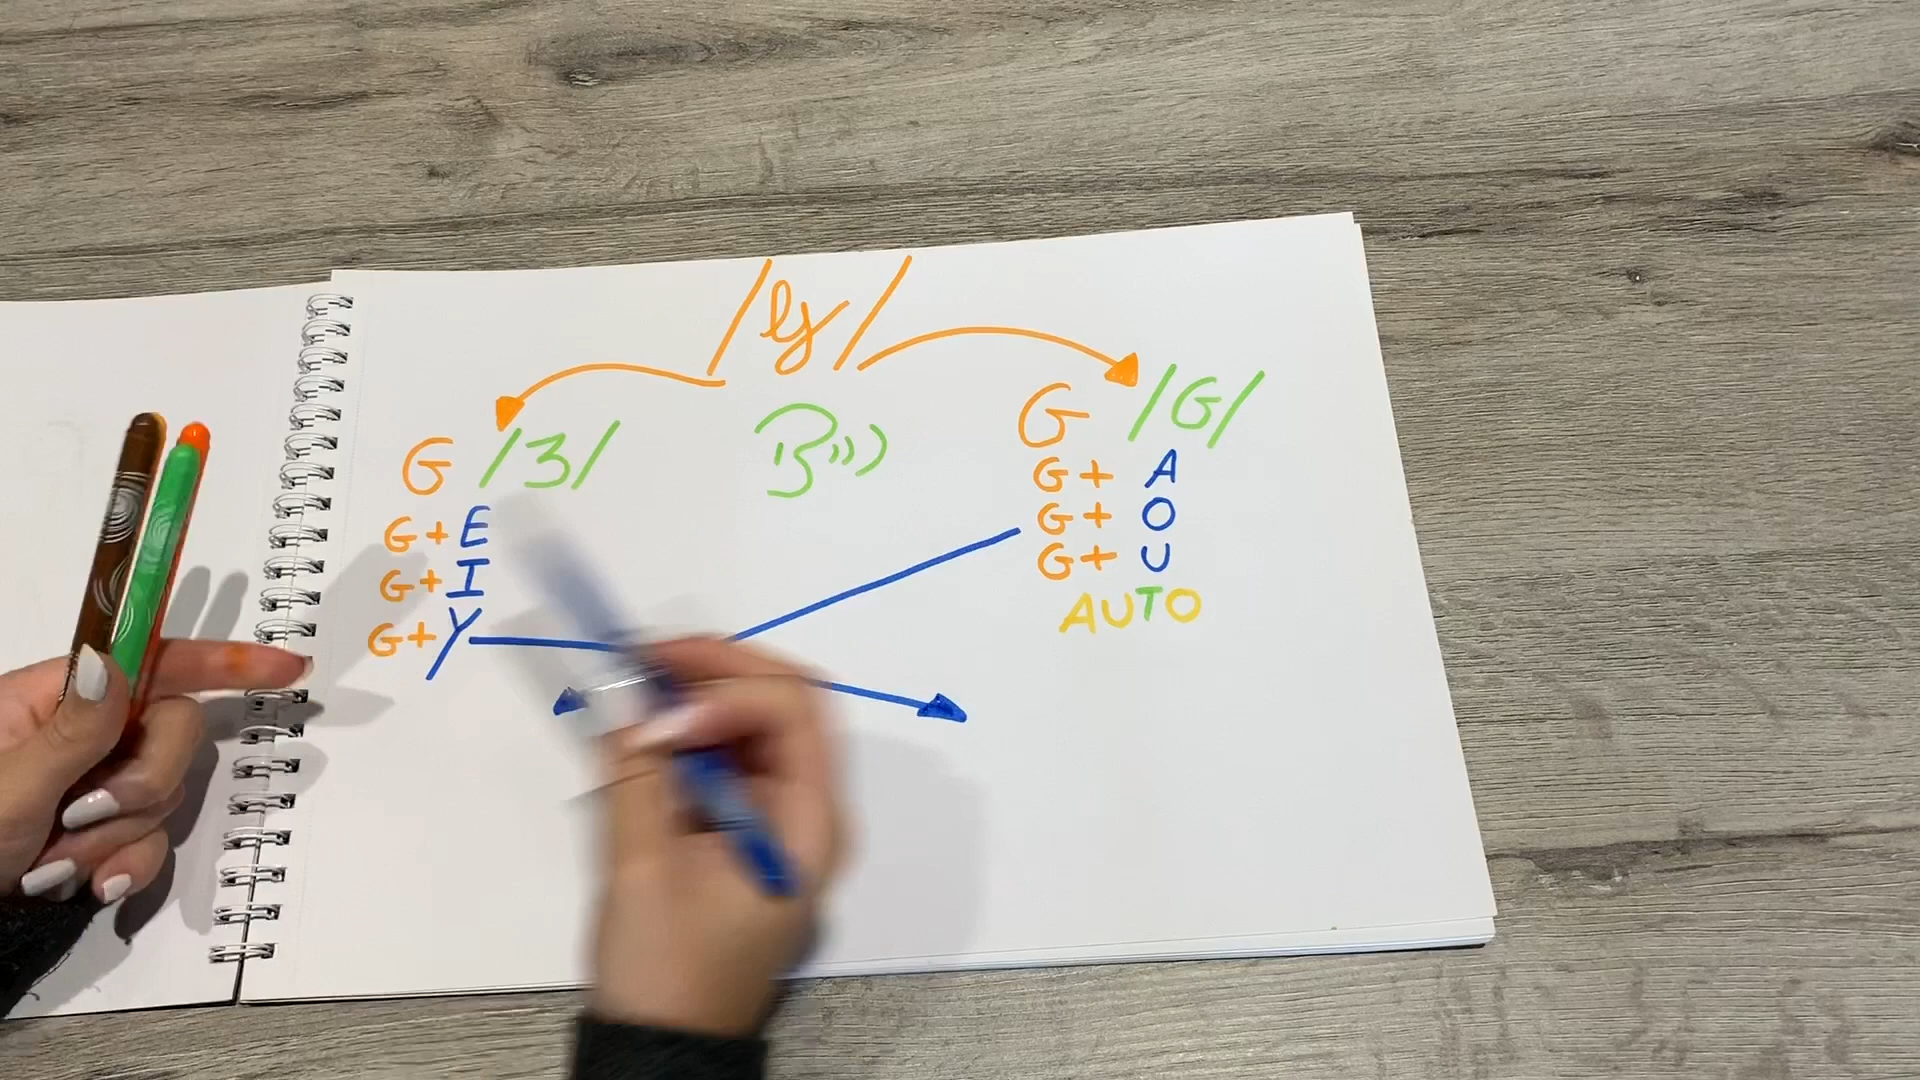 /g/
G /ʒ/
G+E
G+I
G+Y
G /G/
G+ A
G+ O
G+ U
AUTO